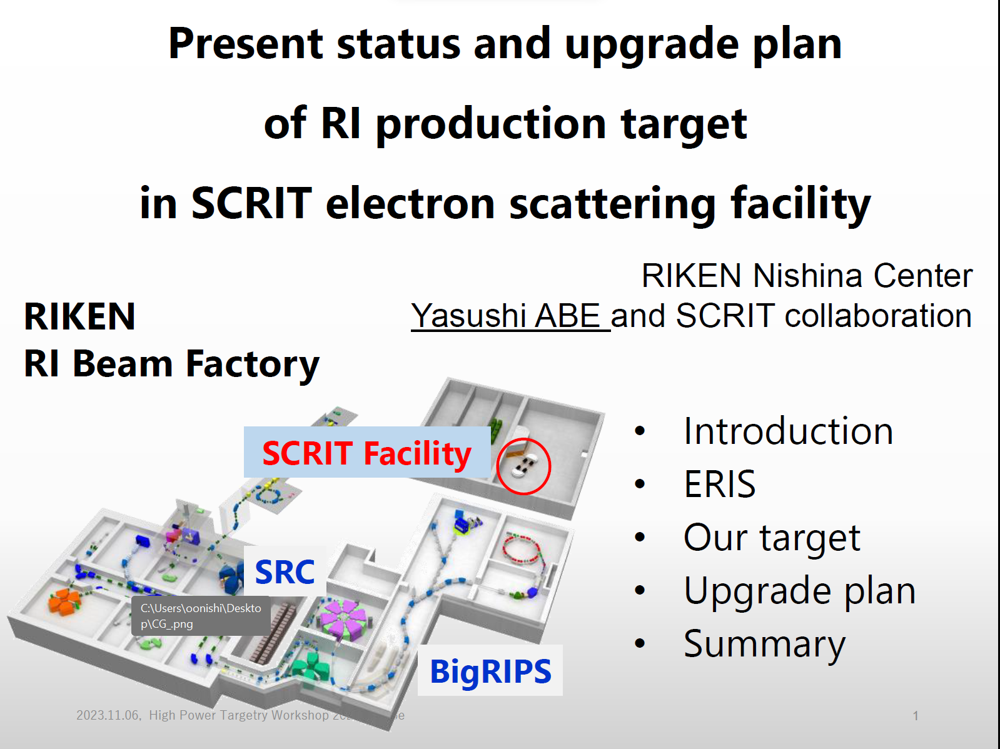 Present status and upgrade plan
of RI production target
in SCRIT electron scattering facility
RIKEN Nishina Center
Yasushi ABE and SCRIT collaboration
RIKEN
RI Beam Factory
SCRIT Facility
SRC
C:\Users\oonishi\Deskto
p\CG_.png
BigRIPS
• Introduction
• ERIS
• Our target
• Upgrade plan
• Summary
2023.11.06, High Power Targetry Workshop
1